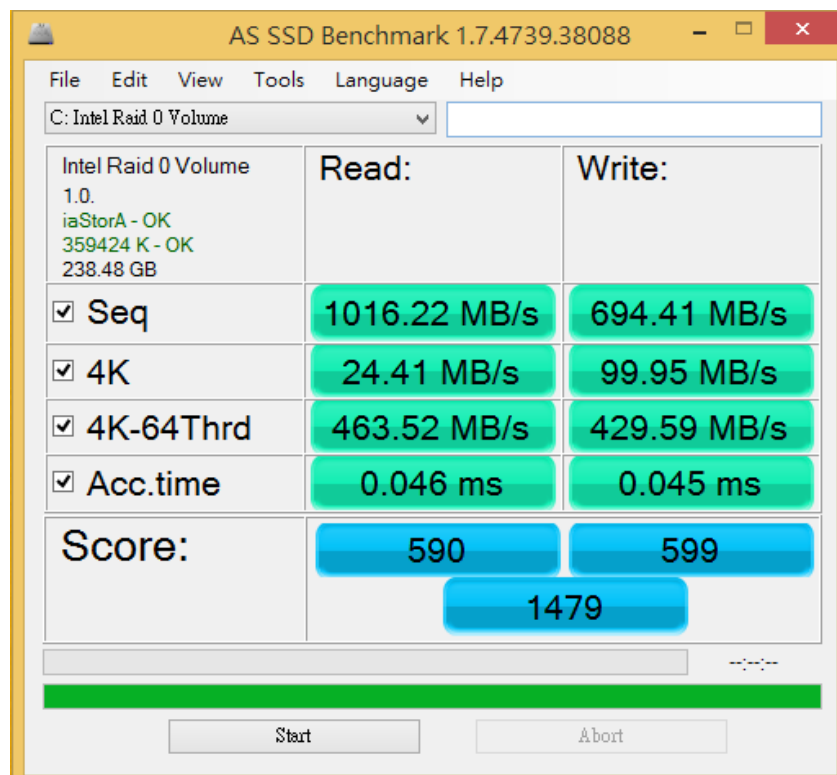 AS SSD Benchmark 1.7.4739.38088
File Edit View Tools Language Help
C: Intel Raid 0 Volume
Intel Raid 0 Volume
1.0.
iaStorA - OK
359424 K - OK
238.48 GB
Read: Write:
Seq 1016.22 MB/s 694.41 MB/s
4K 24.41 MB/s 99.95 MB/s
4K-64Thrd 463.52 MB/s 429.59 MB/s
Acc.time 0.046 ms 0.045 ms
Score: 590 599
1479
--:--:--
Start Abort